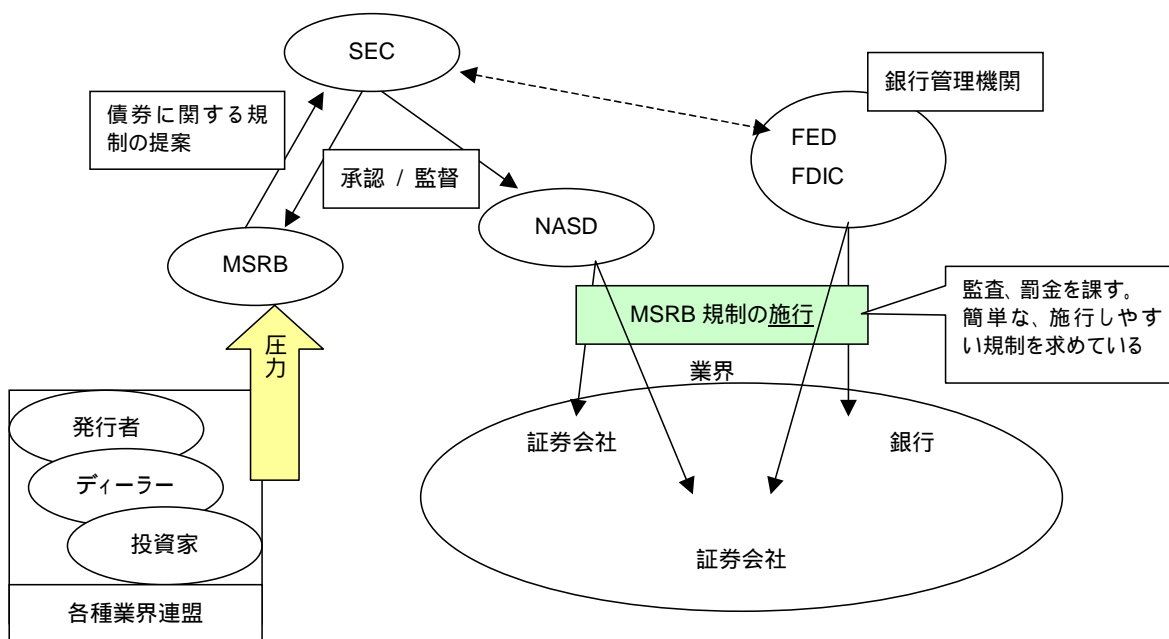 SEC
銀行管理機関
債券に関する規
制の提案
FED
FDIC
承認 / 監督
NASD
MSRB
監査、罰金を課す。
簡単な、施行しやす
い規制を求めている
MSRB 規制の施行
圧力
業界
発行者
証券会社
銀行
ディーラー
投資家
証券会社
各種業界連盟